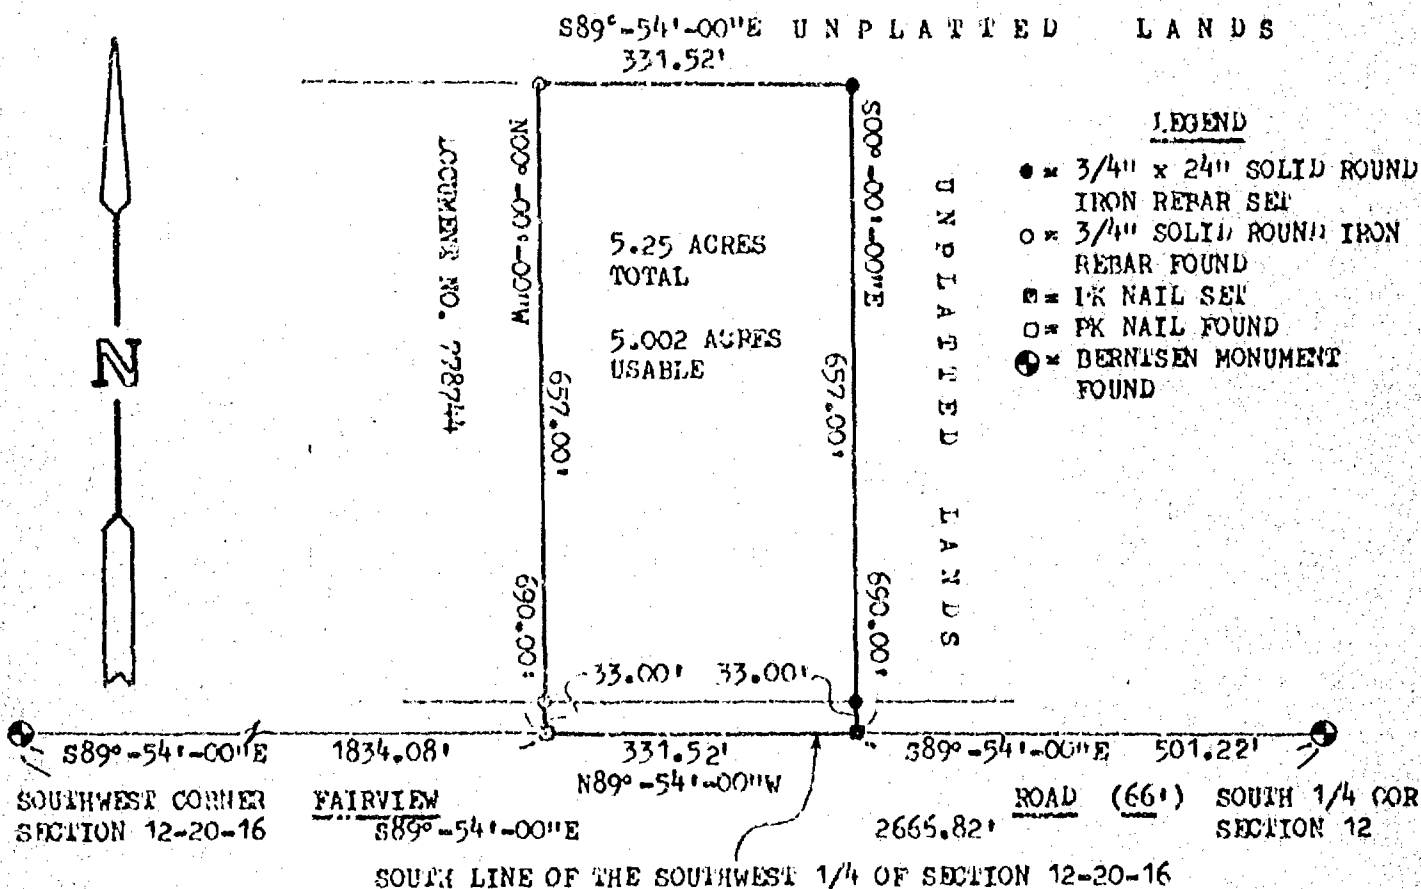 S89°-54'-00"E UNPLATTED LANDS
331.52'
LEGEND
● = 3/4" x 24" SOLID ROUND
IRON REBAR SET
○ = 3/4" SOLID ROUND IRON
REBAR FOUND
= PK NAIL SET
□ = PK NAIL FOUND
= BERNTSEN MONUMENT
FOUND
N
DOCUMENT NO. 778744
N00°-00'-00"W
657.00'
690.00'
5.25 ACRES
TOTAL
5.002 ACRES
USABLE
S00°-00'-00"E
657.00'
690.00'
UNPLATTED LANDS
33.00' 33.00'
S89°-54'-00"E 1834.08' 331.52' S89°-54'-00"E 501.22'
N89°-54'-00"W
SOUTHWEST CORNER
SECTION 12-20-16
FAIRVIEW ROAD (66')
S89°-54'-00"E 2665.82'
SOUTH 1/4 COR
SECTION 12
SOUTH LINE OF THE SOUTHWEST 1/4 OF SECTION 12-20-16